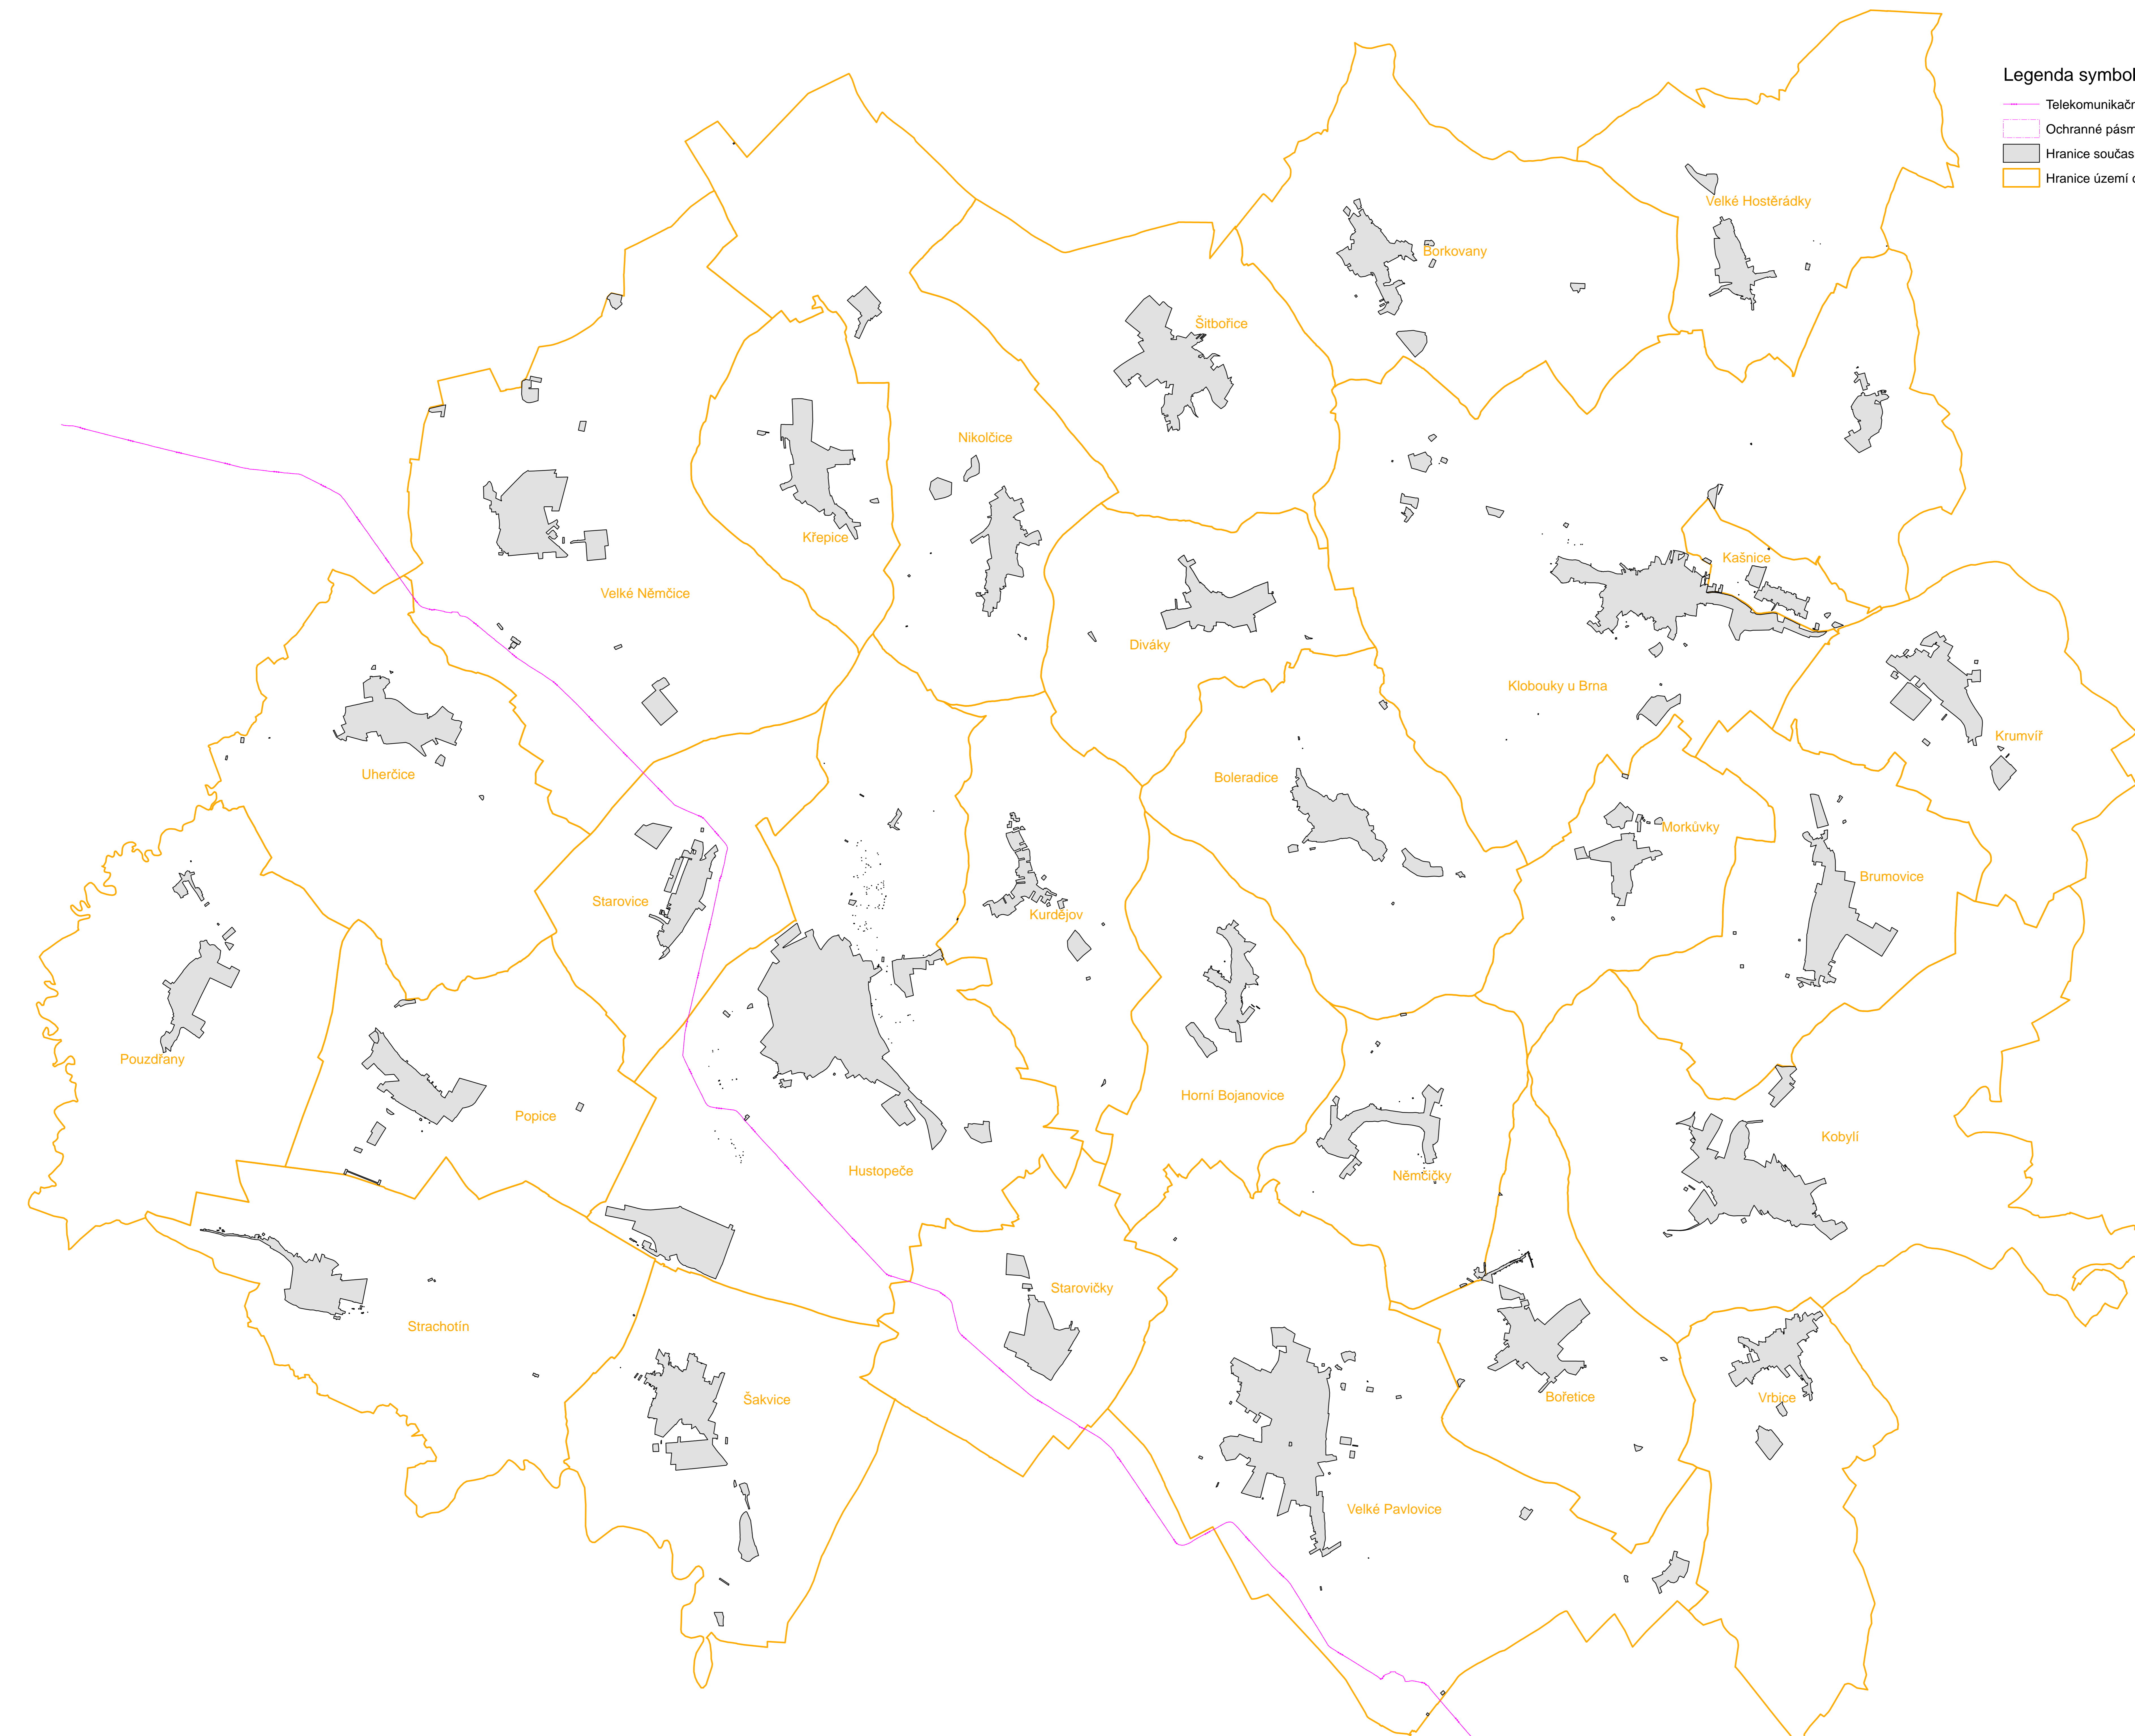 Legenda symbol
Telekomunikačn
Ochranné pásm
Hranice součas
Hranice území o
Velké Hostěrádky
Borkovany
Šitbořice
Nikolčice
Křepice
Kašnice
Velké Němčice
Diváky
Klobouky u Brna
Krumvíř
Uherčice
Boleradice
Morkůvky
Brumovice
Starovice
Kurdějov
Pouzdřany
Horní Bojanovice
Popice
Kobylí
Hustopeče
Němčičky
Starovičky
Strachotín
Šakvice
Bořetice
Vrbice
Velké Pavlovice